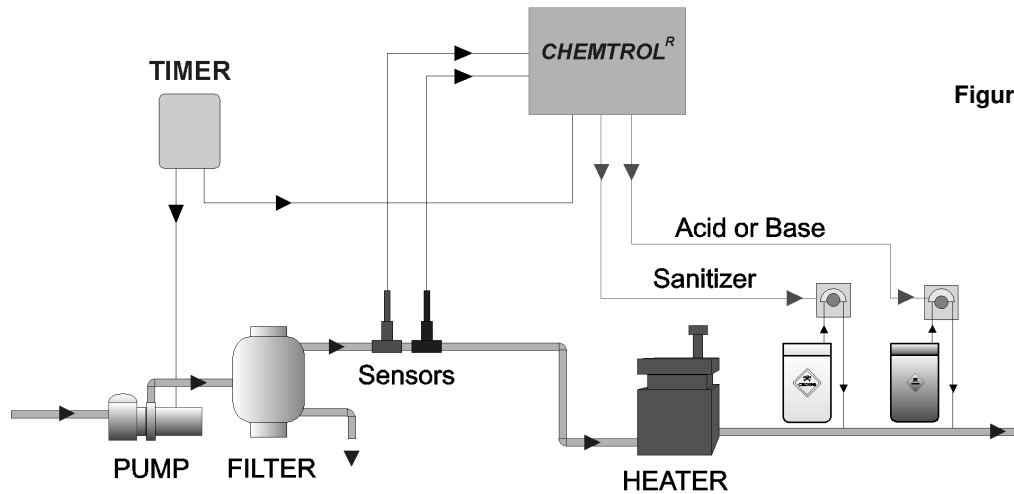 CHEMTROL R
TIMER
Figur
Acid or Base
Sanitizer
Sensors
PUMP
FILTER
HEATER